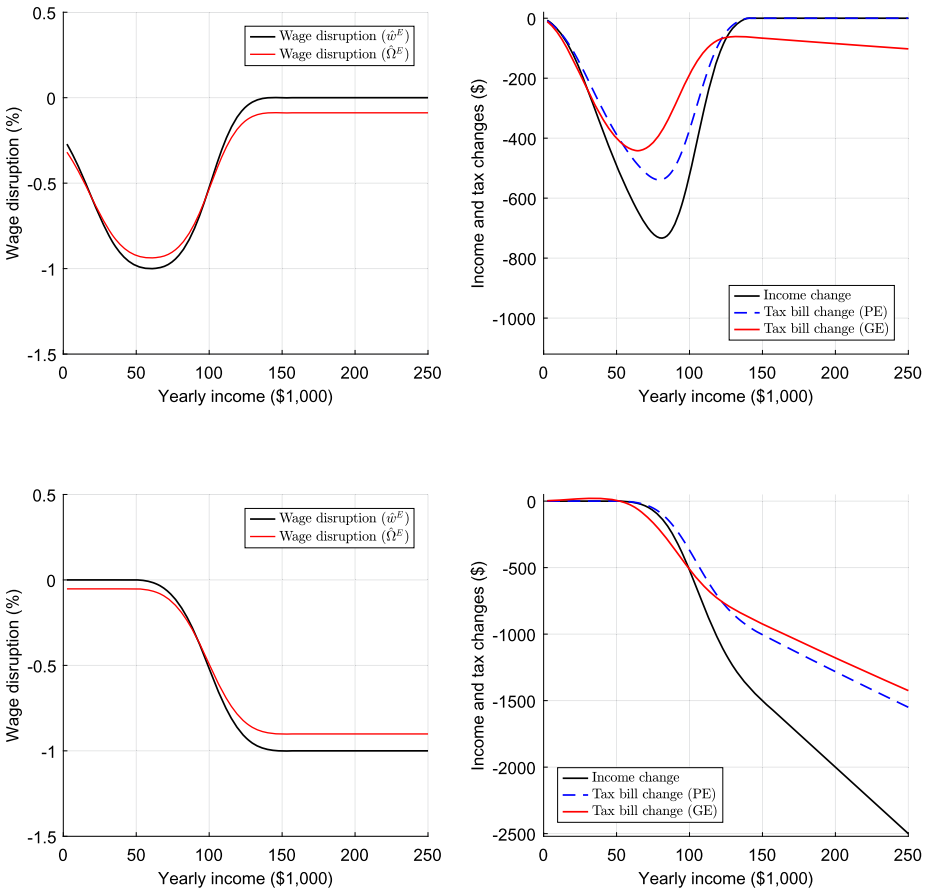 0.5
0
-0.5
-1
-1.5
Wage disruption (%)
Wage disruption (ŵᴱ)
Wage disruption (Ω̂ᴱ)
0 50 100 150 200 250
Yearly income ($1,000)
0
-200
-400
-600
-800
-1000
Income and tax changes ($)
Income change
Tax bill change (PE)
Tax bill change (GE)
0 50 100 150 200 250
Yearly income ($1,000)
0.5
0
-0.5
-1
-1.5
Wage disruption (%)
Wage disruption (ŵᴱ)
Wage disruption (Ω̂ᴱ)
0 50 100 150 200 250
Yearly income ($1,000)
0
-500
-1000
-1500
-2000
-2500
Income and tax changes ($)
Income change
Tax bill change (PE)
Tax bill change (GE)
0 50 100 150 200 250
Yearly income ($1,000)